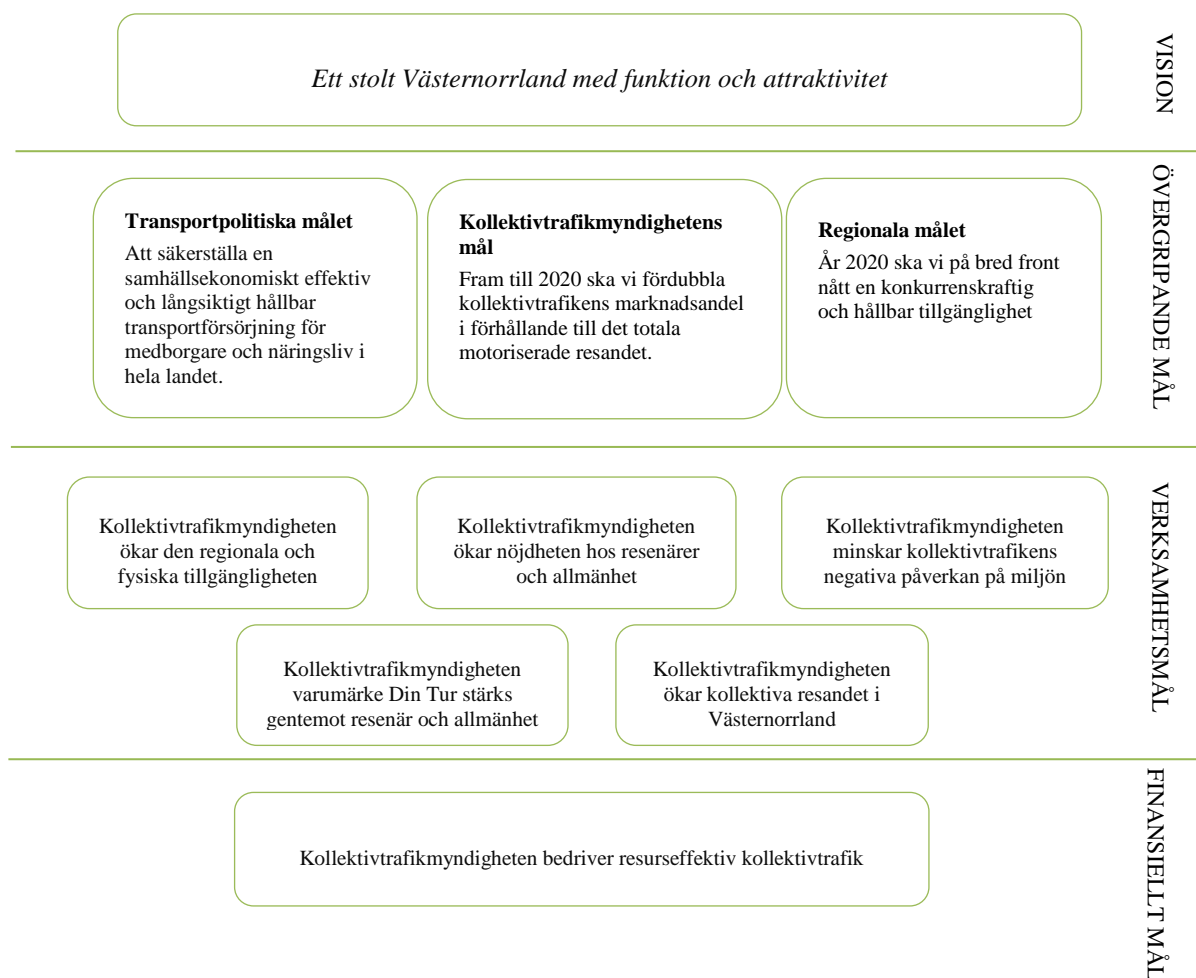 Ett stolt Västernorrland med funktion och attraktivitet
VISION
Transportpolitiska målet
Att säkerställa en
samhällsekonomiskt effektiv
och långsiktigt hållbar
transportförsörjning för
medborgare och näringsliv i
hela landet.
Kollektivtrafikmyndighetens
mål
Fram till 2020 ska vi fördubbla
kollektivtrafikens marknadsandel
i förhållande till det totala
motoriserade resandet.
Regionala målet
År 2020 ska vi på bred front
nått en konkurrenskraftig
och hållbar tillgänglighet
ÖVERGRIPANDE MÅL
Kollektivtrafikmyndigheten
ökar den regionala och
fysiska tillgängligheten
Kollektivtrafikmyndigheten
ökar nöjdheten hos resenärer
och allmänhet
Kollektivtrafikmyndigheten
minskar kollektivtrafikens
negativa påverkan på miljön
Kollektivtrafikmyndigheten
varumärke Din Tur stärks
gentemot resenär och allmänhet
Kollektivtrafikmyndigheten
ökar kollektiva resandet i
Västernorrland
VERKSAMHETSMÅL
Kollektivtrafikmyndigheten bedriver resurseffektiv kollektivtrafik
FINANSIELLT MÅL